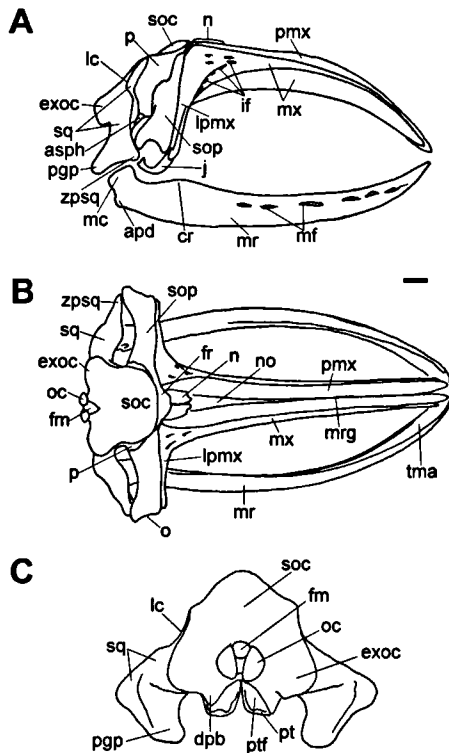 A
soc
n
p
pmx
lc
exoc
if
mx
sq
lpmx
asph
sop
pgp
j
zpsq
mc
apd
cr
mr
mf
B
zpsq
sop
sq
exoc
fr
n
no
pmx
oc
soc
fm
mrg
mx
p
lpmx
tma
mr
o
C
soc
fm
lc
oc
sq
exoc
pgp
dpb
ptf
pt